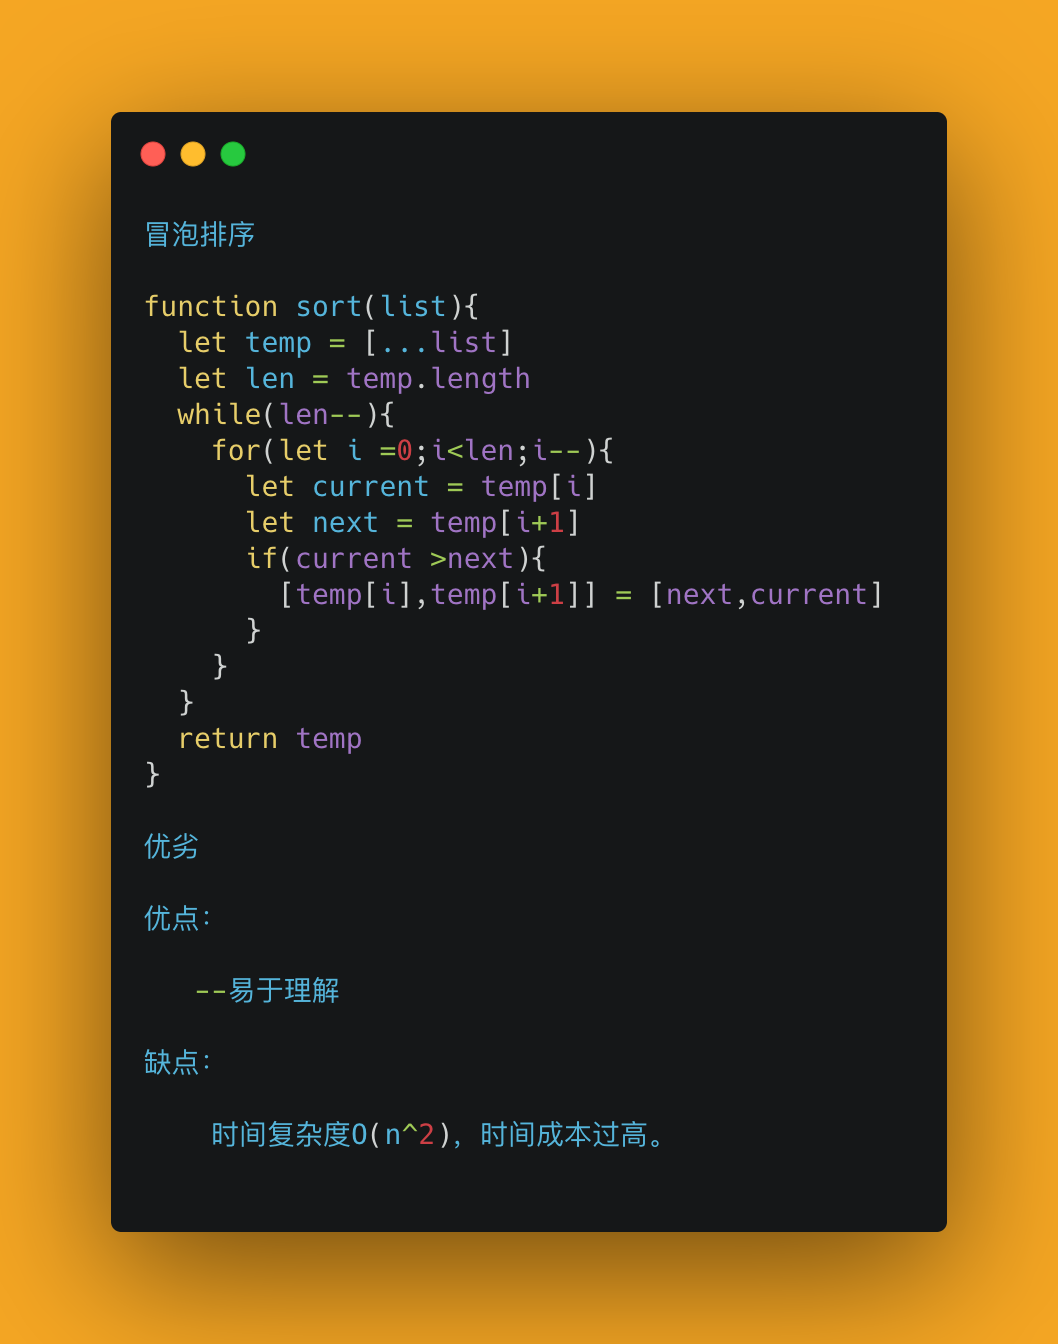 冒泡排序
function sort(list){
  let temp = [...list]
  let len = temp.length
  while(len--){
    for(let i =0;i<len;i--){
      let current = temp[i]
      let next = temp[i+1]
      if(current >next){
        [temp[i],temp[i+1]] = [next,current]
      }
    }
  }
  return temp
}
优劣
优点：
   --易于理解
缺点：
    时间复杂度O(n^2)，时间成本过高。